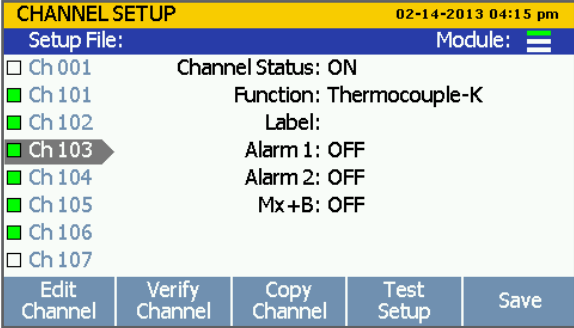 CHANNEL SETUP 02-14-2013 04:15 pm
Setup File: Module:
Ch 001 Channel Status: ON
Ch 101 Function: Thermocouple-K
Ch 102 Label:
Ch 103 Alarm 1: OFF
Ch 104 Alarm 2: OFF
Ch 105 Mx+B: OFF
Ch 106
Ch 107
Edit Channel
Verify Channel
Copy Channel
Test Setup
Save